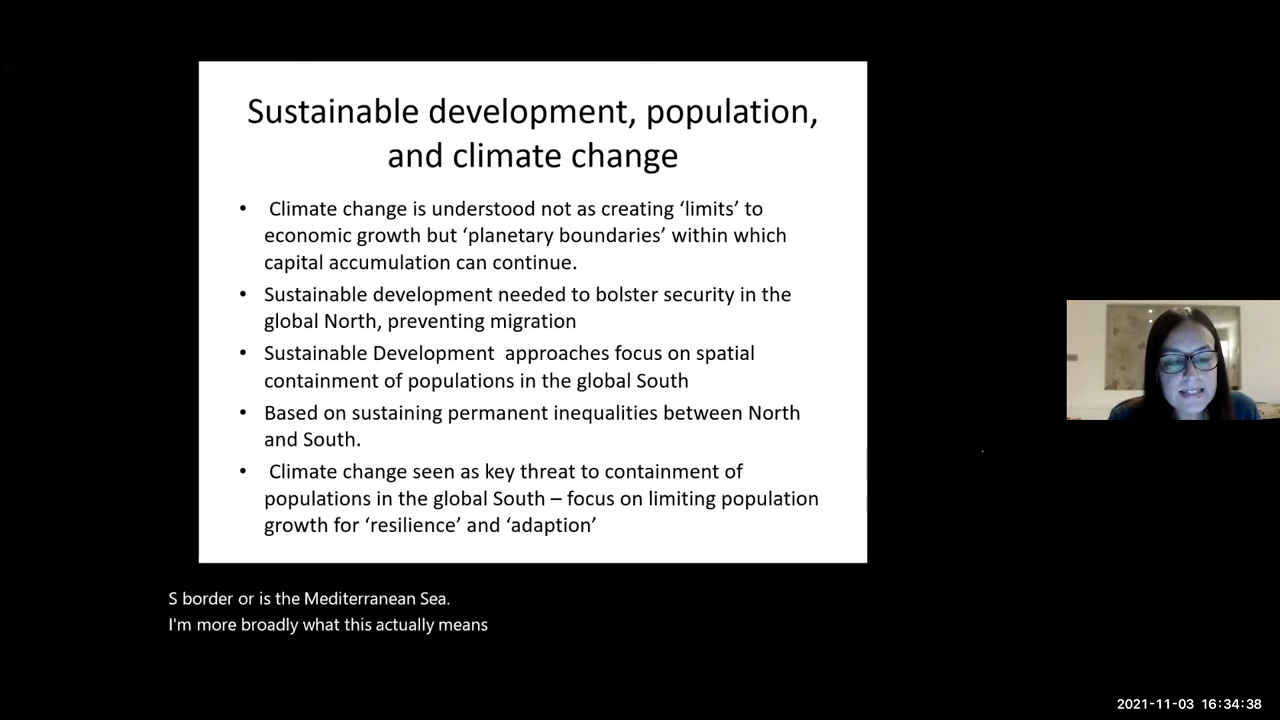 Sustainable development, population,
and climate change
• Climate change is understood not as creating ‘limits’ to
economic growth but ‘planetary boundaries’ within which
capital accumulation can continue.
• Sustainable development needed to bolster security in the
global North, preventing migration
• Sustainable Development  approaches focus on spatial
containment of populations in the global South
• Based on sustaining permanent inequalities between North
and South.
• Climate change seen as key threat to containment of
populations in the global South – focus on limiting population
growth for ‘resilience’ and ‘adaption’
S border or is the Mediterranean Sea.
I'm more broadly what this actually means
2021-11-03 16:34:38